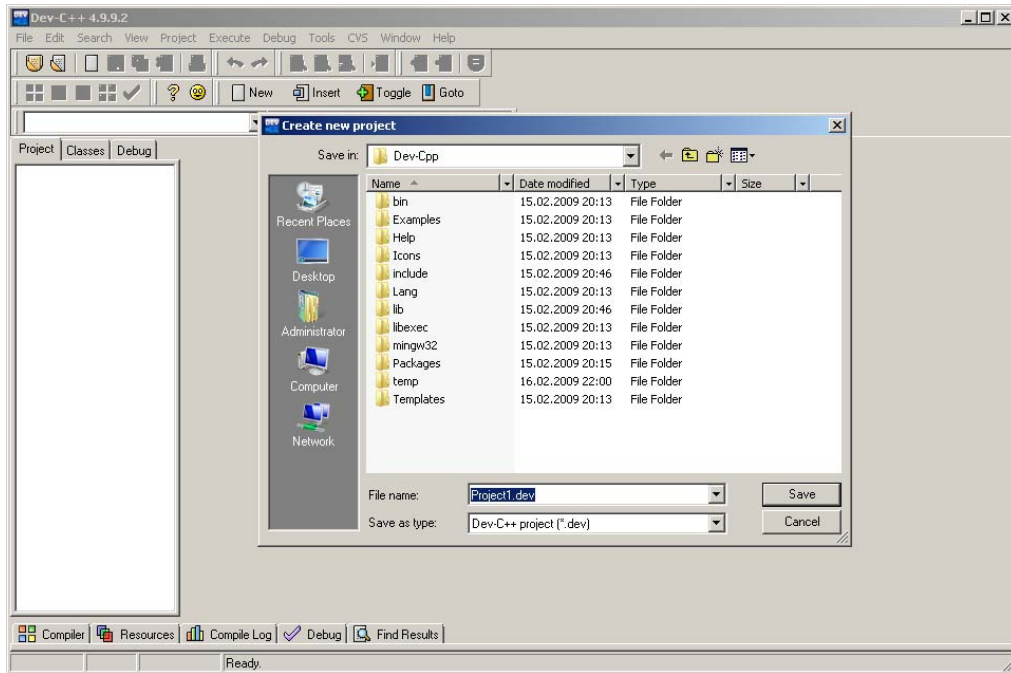 Dev-C++ 4.9.9.2
File Edit Search View Project Execute Debug Tools CVS Window Help
New Insert Toggle Goto
Project Classes Debug
Create new project
Save in: Dev-Cpp
Name Date modified Type Size
bin 15.02.2009 20:13 File Folder
Examples 15.02.2009 20:13 File Folder
Help 15.02.2009 20:13 File Folder
Icons 15.02.2009 20:13 File Folder
include 15.02.2009 20:46 File Folder
Lang 15.02.2009 20:13 File Folder
lib 15.02.2009 20:46 File Folder
libexec 15.02.2009 20:13 File Folder
mingw32 15.02.2009 20:13 File Folder
Packages 15.02.2009 20:15 File Folder
temp 16.02.2009 22:00 File Folder
Templates 15.02.2009 20:13 File Folder
Recent Places
Desktop
Administrator
Computer
Network
File name: Project1.dev Save
Save as type: Dev-C++ project (*.dev) Cancel
Compiler Resources Compile Log Debug Find Results
Ready.